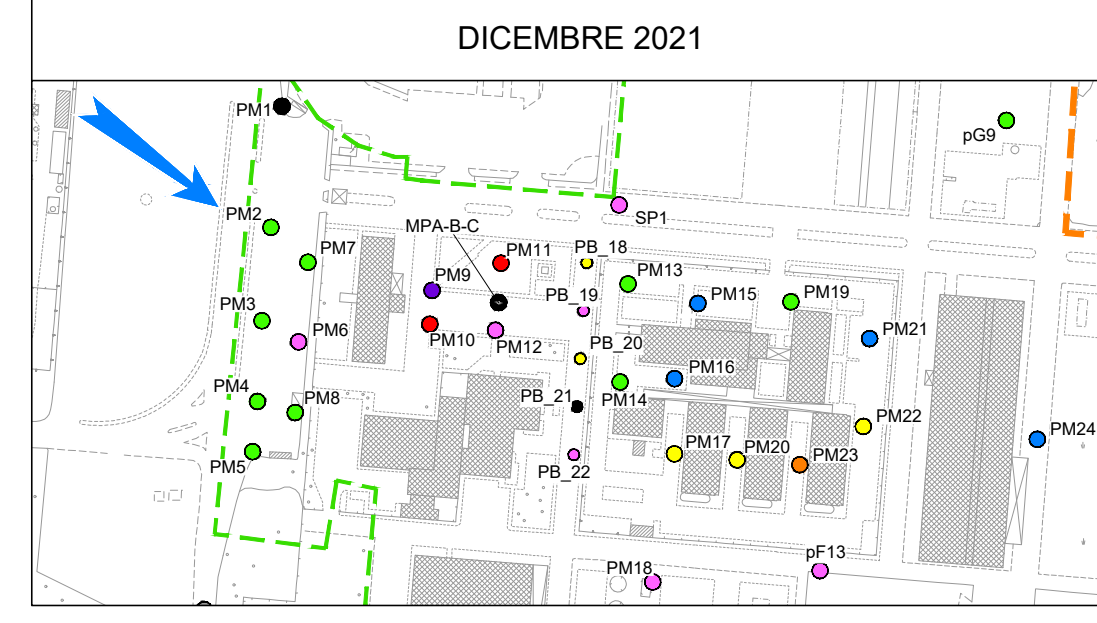 DICEMBRE 2021
PM1
pG9
PM2
SP1
MPA-B-C
PM7
PM11
PB_18
PM9
PM13
PB_19
PM15
PM19
PM3
PM6
PM10
PM12
PB_20
PM21
PM16
PM4
PM8
PB_21
PM14
PM22
PM24
PM5
PB_22
PM17
PM20
PM23
PM18
pF13